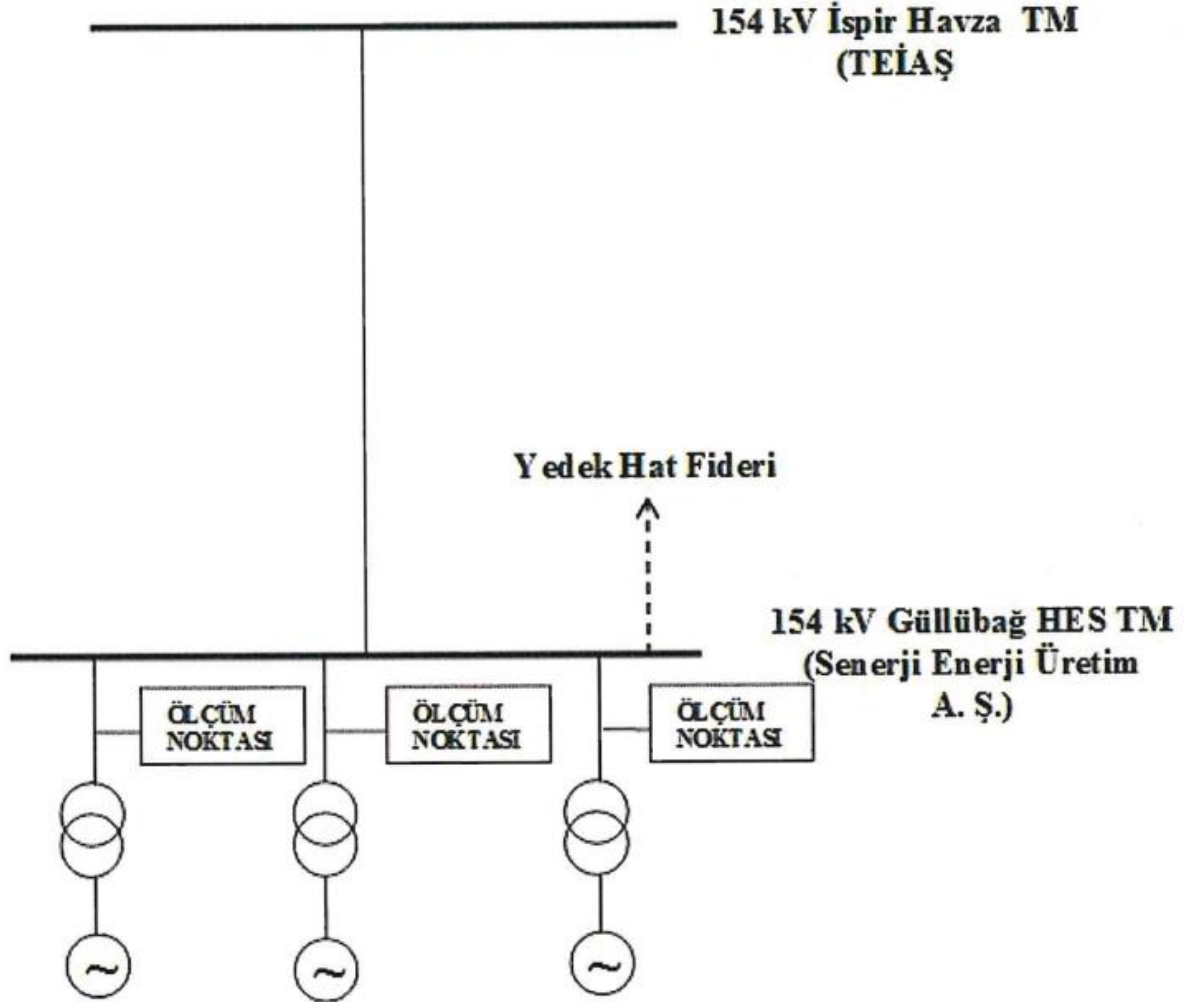 154 kV İspir Havza TM
(TEİAŞ
Yedek Hat Fideri
154 kV Güllübağ HES TM
(Senerji Enerji Üretim
A. Ş.)
ÖLÇÜM
NOKTASI
ÖLÇÜM
NOKTASI
ÖLÇÜM
NOKTASI
~
~
~